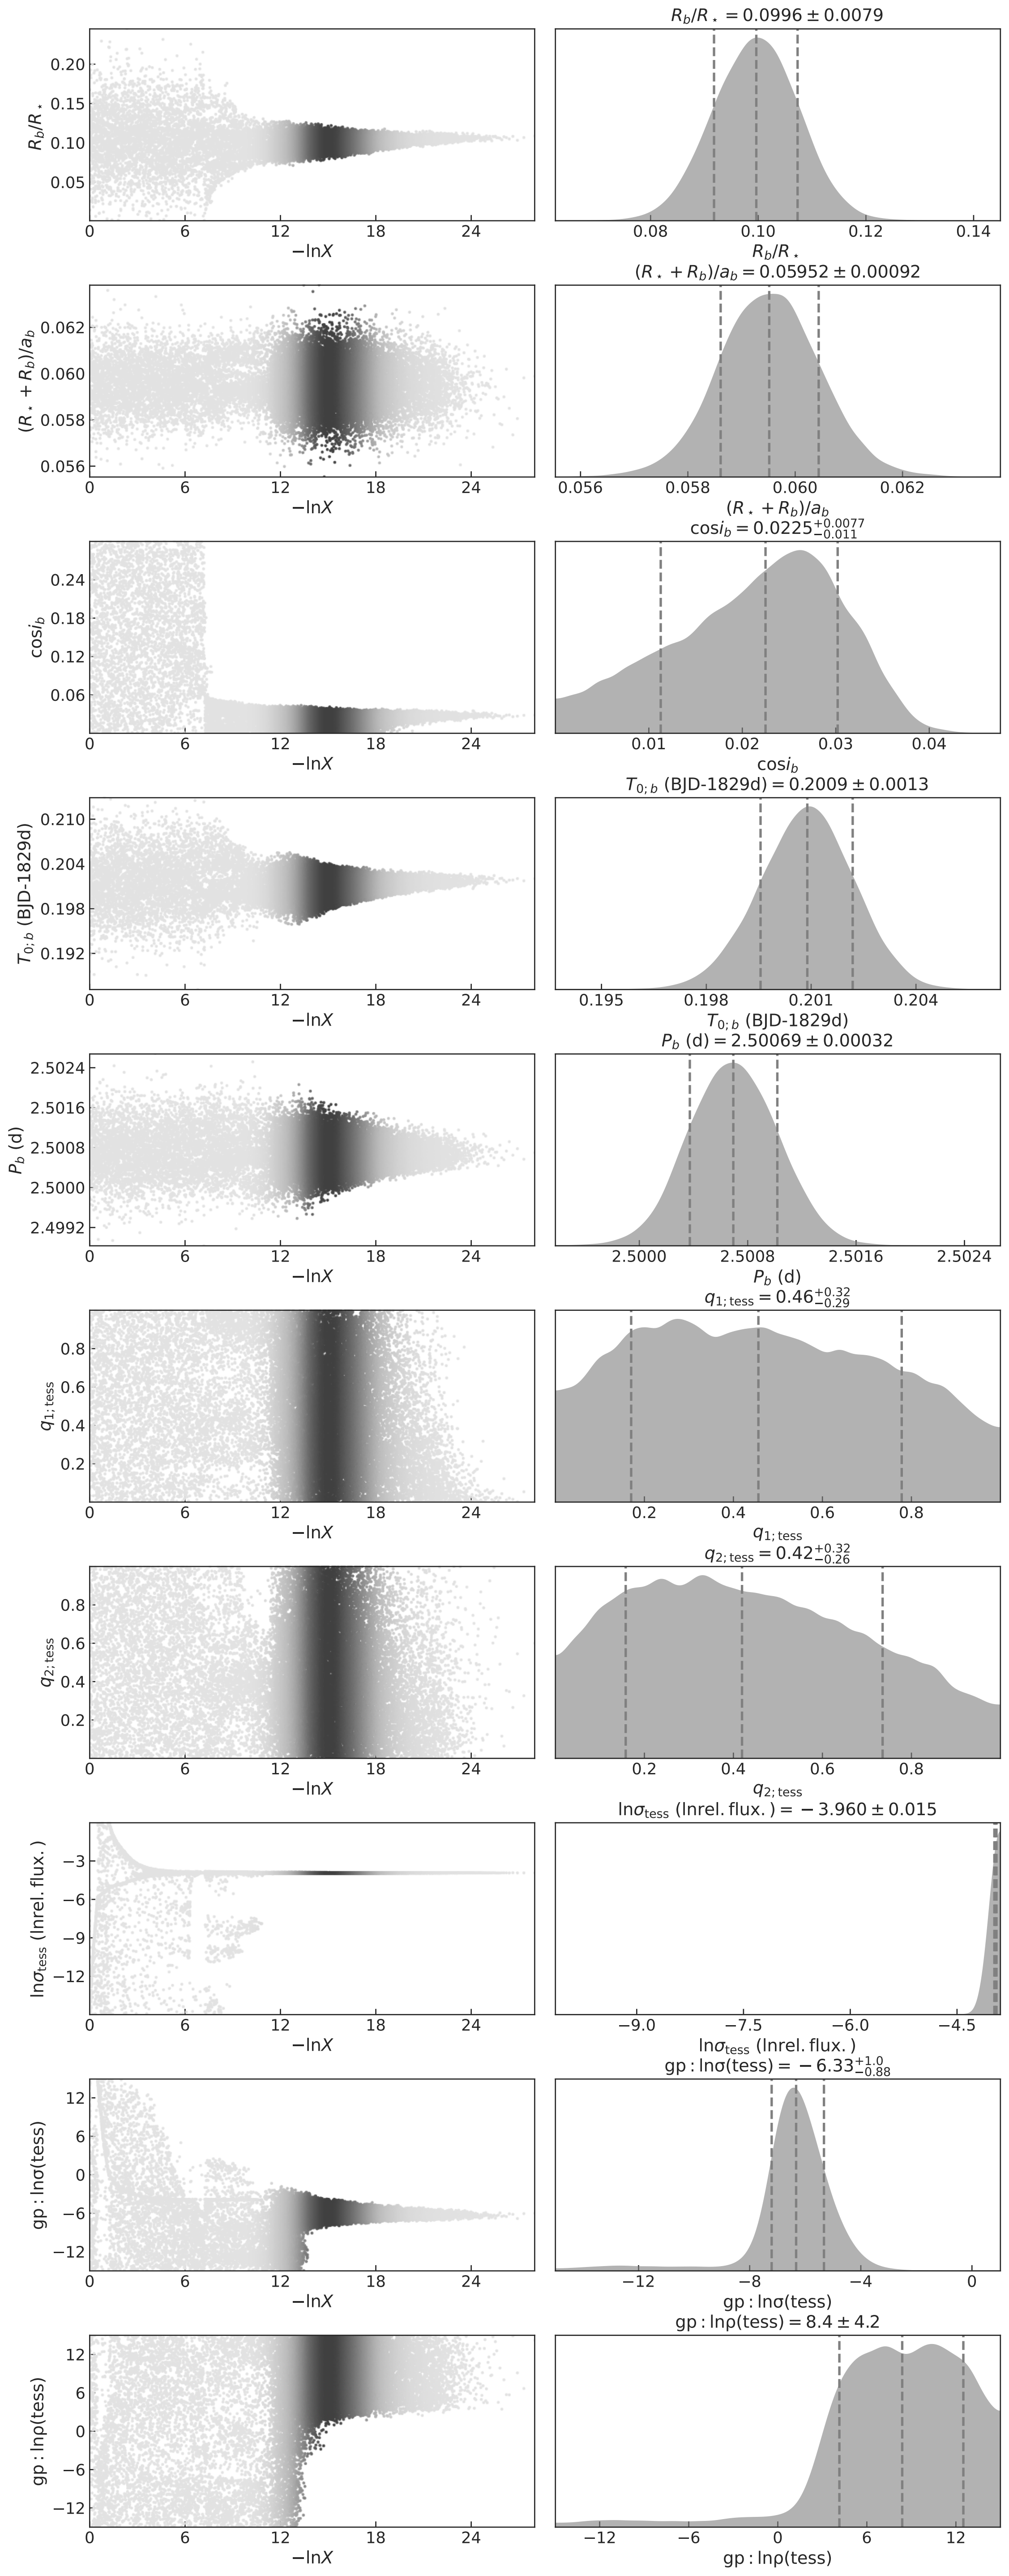 R_b/R⋆ = 0.0996 ± 0.0079
R_b/R⋆
0.20
0.15
0.10
0.05
0 6 12 18 24
0.08 0.10 0.12 0.14
−lnX
R_b/R⋆
(R⋆ + R_b)/a_b = 0.05952 ± 0.00092
(R⋆ + R_b)/a_b
0.062
0.060
0.058
0.056
0 6 12 18 24
0.056 0.058 0.060 0.062
−lnX
(R⋆ + R_b)/a_b
cosi_b = 0.0225^{+0.0077}_{−0.011}
cosi_b
0.24
0.18
0.12
0.06
0 6 12 18 24
0.01 0.02 0.03 0.04
−lnX
cosi_b
T_{0;b} (BJD-1829d) = 0.2009 ± 0.0013
T_{0;b} (BJD-1829d)
0.210
0.204
0.198
0.192
0 6 12 18 24
0.195 0.198 0.201 0.204
−lnX
T_{0;b} (BJD-1829d)
P_b (d) = 2.50069 ± 0.00032
P_b (d)
2.5024
2.5016
2.5008
2.5000
2.4992
0 6 12 18 24
2.5000 2.5008 2.5016 2.5024
−lnX
P_b (d)
q_{1;tess} = 0.46^{+0.32}_{−0.29}
q_{1;tess}
0.8
0.6
0.4
0.2
0 6 12 18 24
0.2 0.4 0.6 0.8
−lnX
q_{1;tess}
q_{2;tess} = 0.42^{+0.32}_{−0.26}
q_{2;tess}
0.8
0.6
0.4
0.2
0 6 12 18 24
0.2 0.4 0.6 0.8
−lnX
q_{2;tess}
lnσ_tess (lnrel. flux.) = −3.960 ± 0.015
lnσ_tess (lnrel. flux.)
−3
−6
−9
−12
0 6 12 18 24
−9.0 −7.5 −6.0 −4.5
−lnX
lnσ_tess (lnrel. flux.)
gp : lnσ(tess) = −6.33^{+1.0}_{−0.88}
gp : lnσ(tess)
12
6
0
−6
−12
0 6 12 18 24
−12 −8 −4 0
−lnX
gp : lnσ(tess)
gp : lnρ(tess) = 8.4 ± 4.2
gp : lnρ(tess)
12
6
0
−6
−12
0 6 12 18 24
−12 −6 0 6 12
−lnX
gp : lnρ(tess)